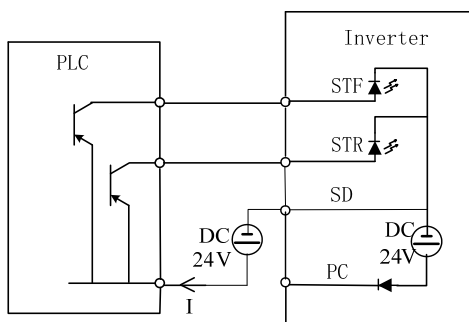 Inverter
PLC
STF
STR
SD
DC
24V
DC
24V
PC
I